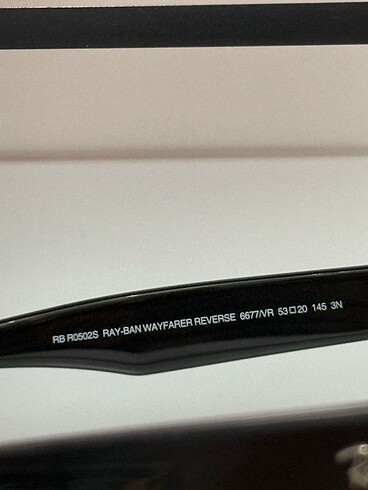 RB R0502S RAY-BAN WAYFARER REVERSE 6677/VR 53□20 145 3N